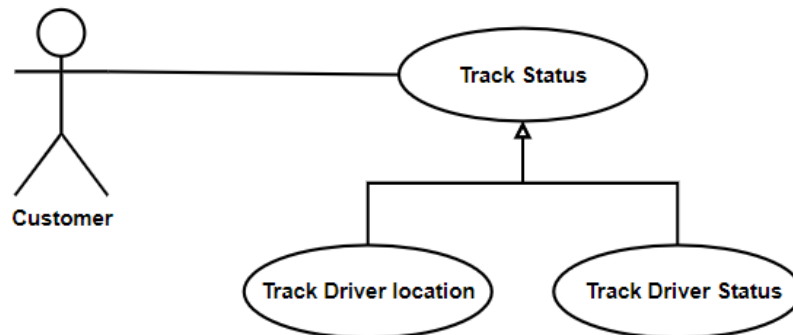 Track Status
Customer
Track Driver location
Track Driver Status